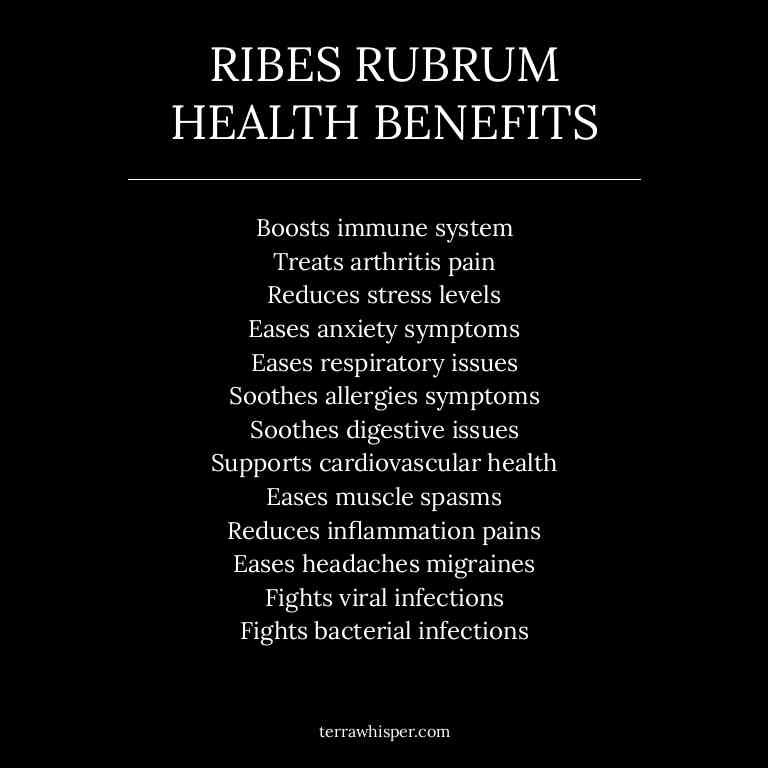 RIBES RUBRUM
HEALTH BENEFITS
Boosts immune system
Treats arthritis pain
Reduces stress levels
Eases anxiety symptoms
Eases respiratory issues
Soothes allergies symptoms
Soothes digestive issues
Supports cardiovascular health
Eases muscle spasms
Reduces inflammation pains
Eases headaches migraines
Fights viral infections
Fights bacterial infections
terrawhisper.com